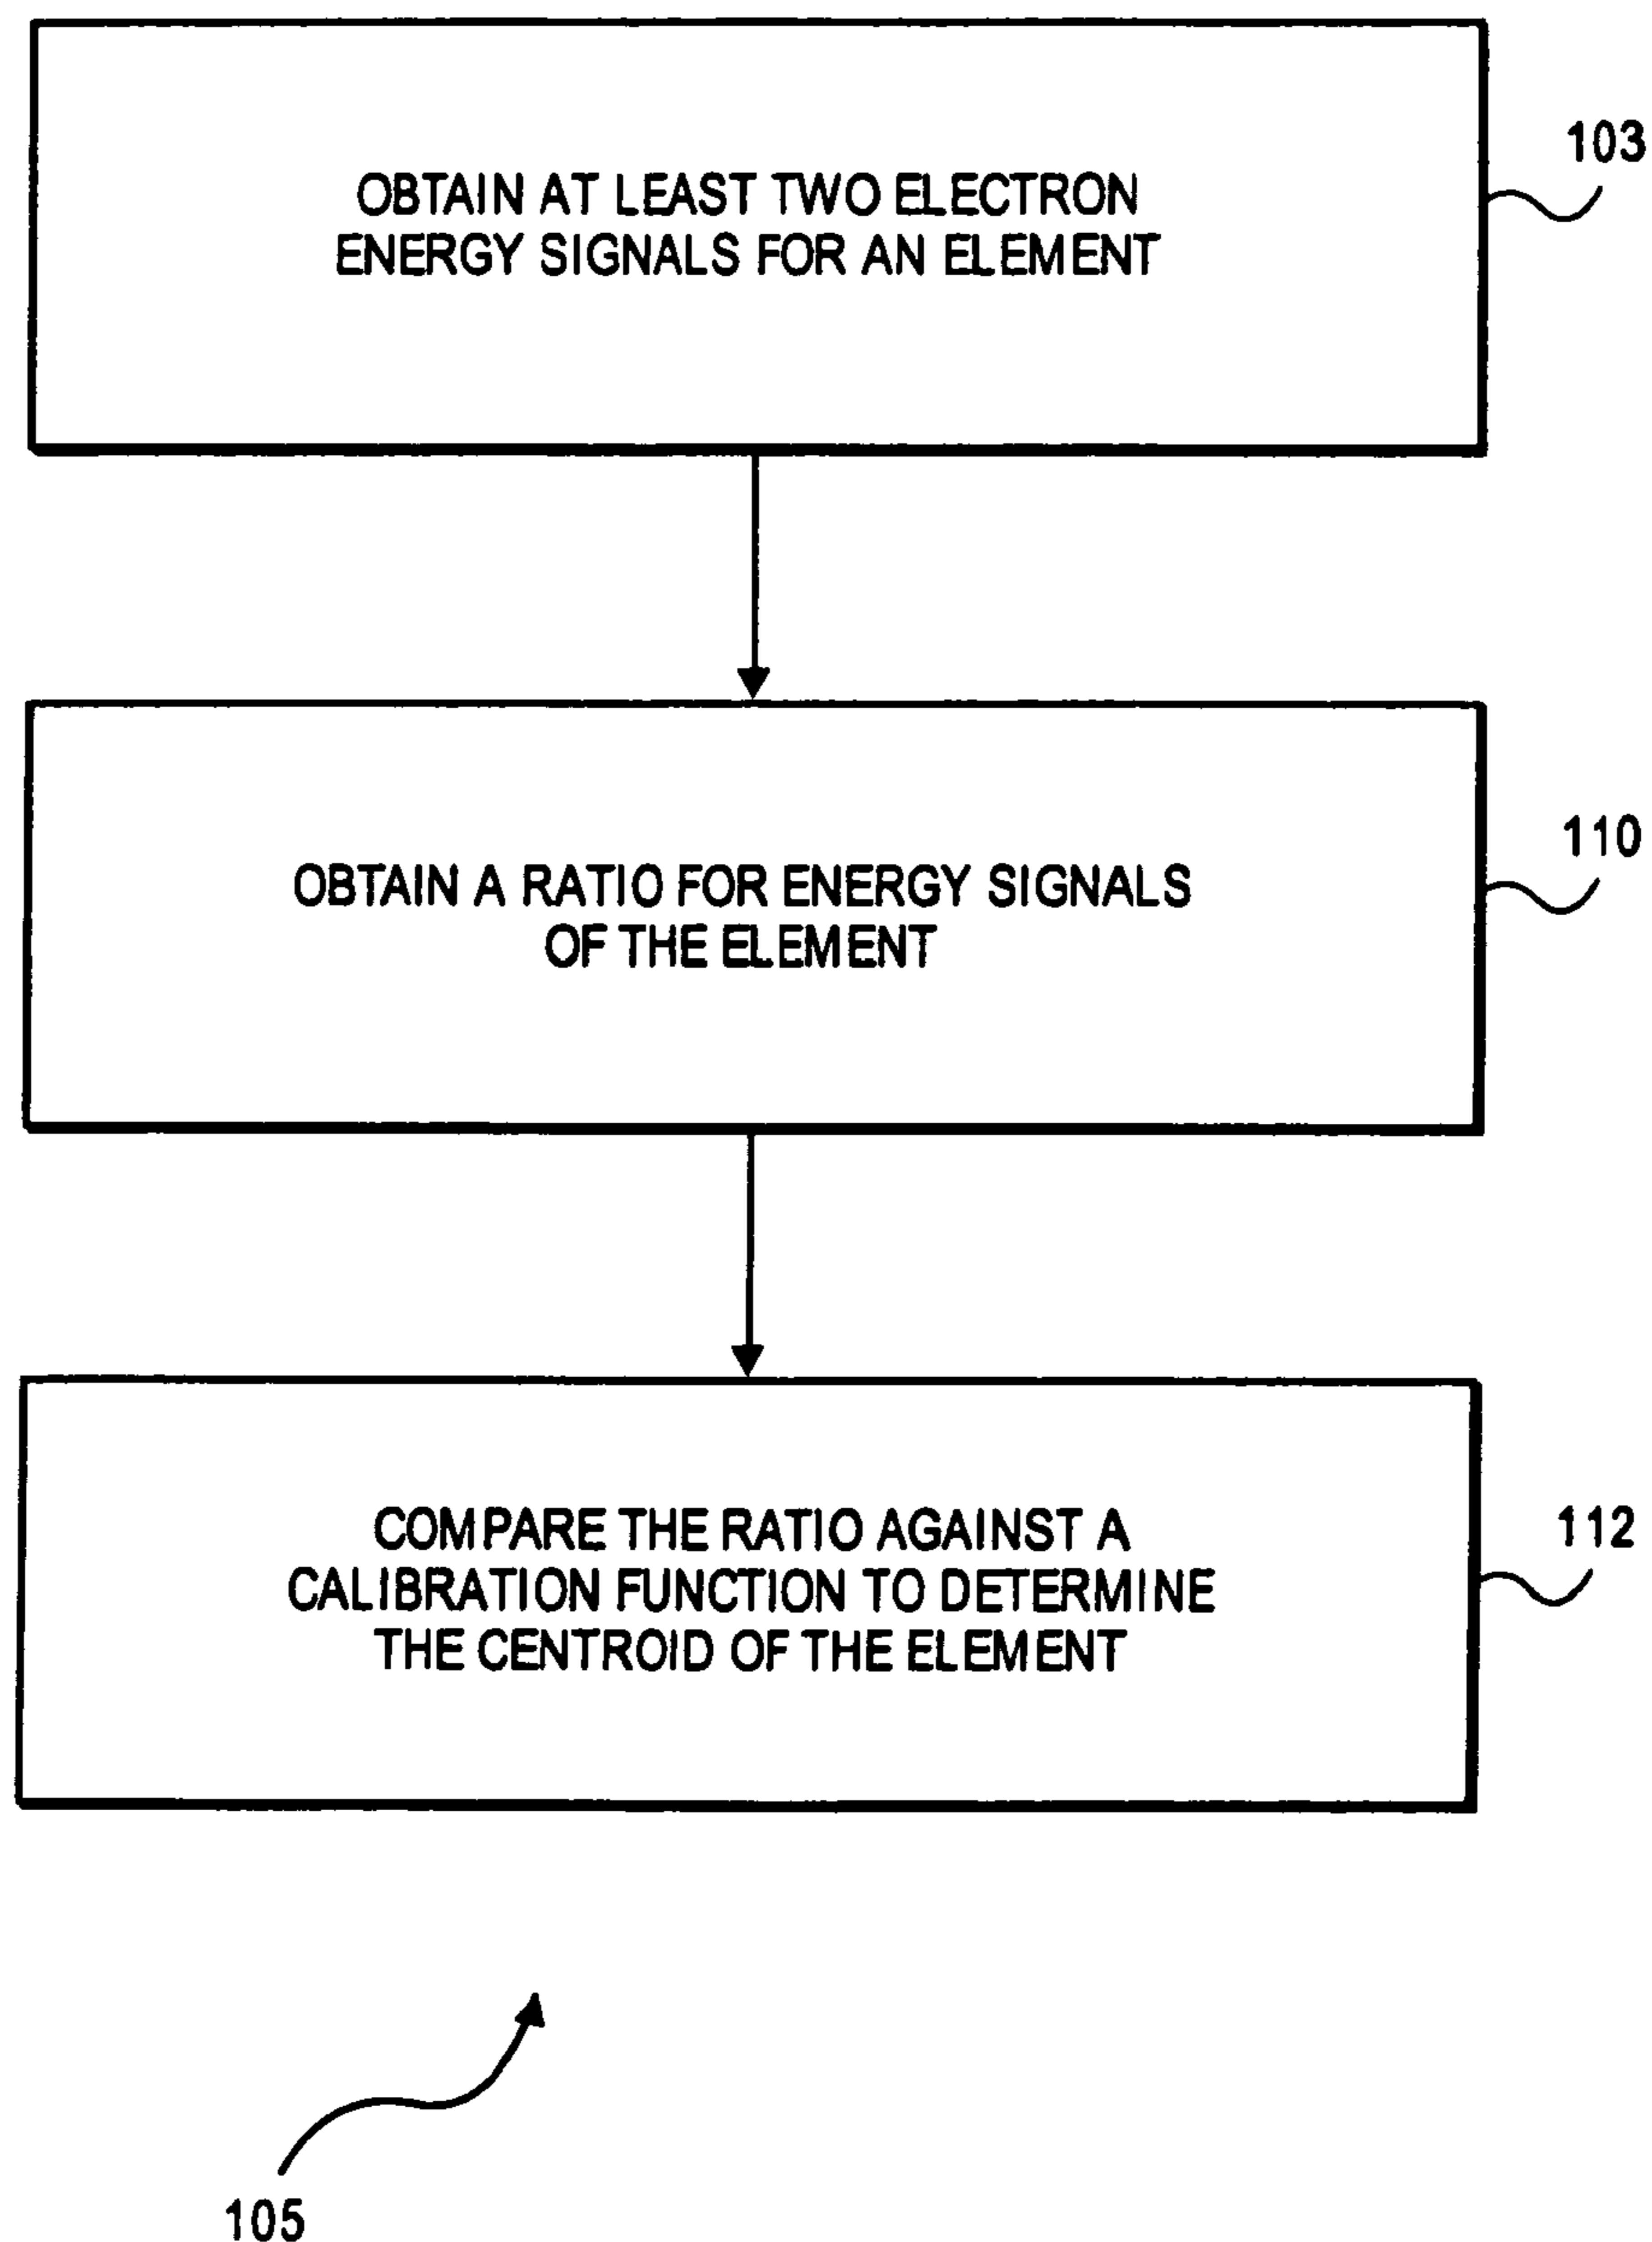 103
OBTAIN AT LEAST TWO ELECTRON
ENERGY SIGNALS FOR AN ELEMENT
110
OBTAIN A RATIO FOR ENERGY SIGNALS
OF THE ELEMENT
112
COMPARE THE RATIO AGAINST A
CALIBRATION FUNCTION TO DETERMINE
THE CENTROID OF THE ELEMENT
105